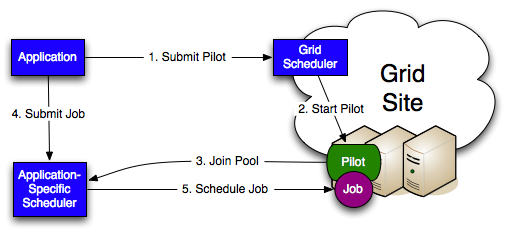 Application
1. Submit Pilot
Grid
Scheduler
Grid
Site
4. Submit Job
2. Start Pilot
Application-
Specific
Scheduler
3. Join Pool
Pilot
5. Schedule Job
Job